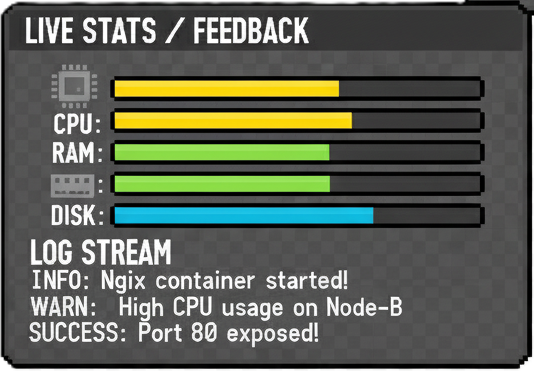 LIVE STATS / FEEDBACK
CPU:
RAM:
:
DISK:
LOG STREAM
INFO: Ngix container started!
WARN: High CPU usage on Node-B
SUCCESS: Port 80 exposed!